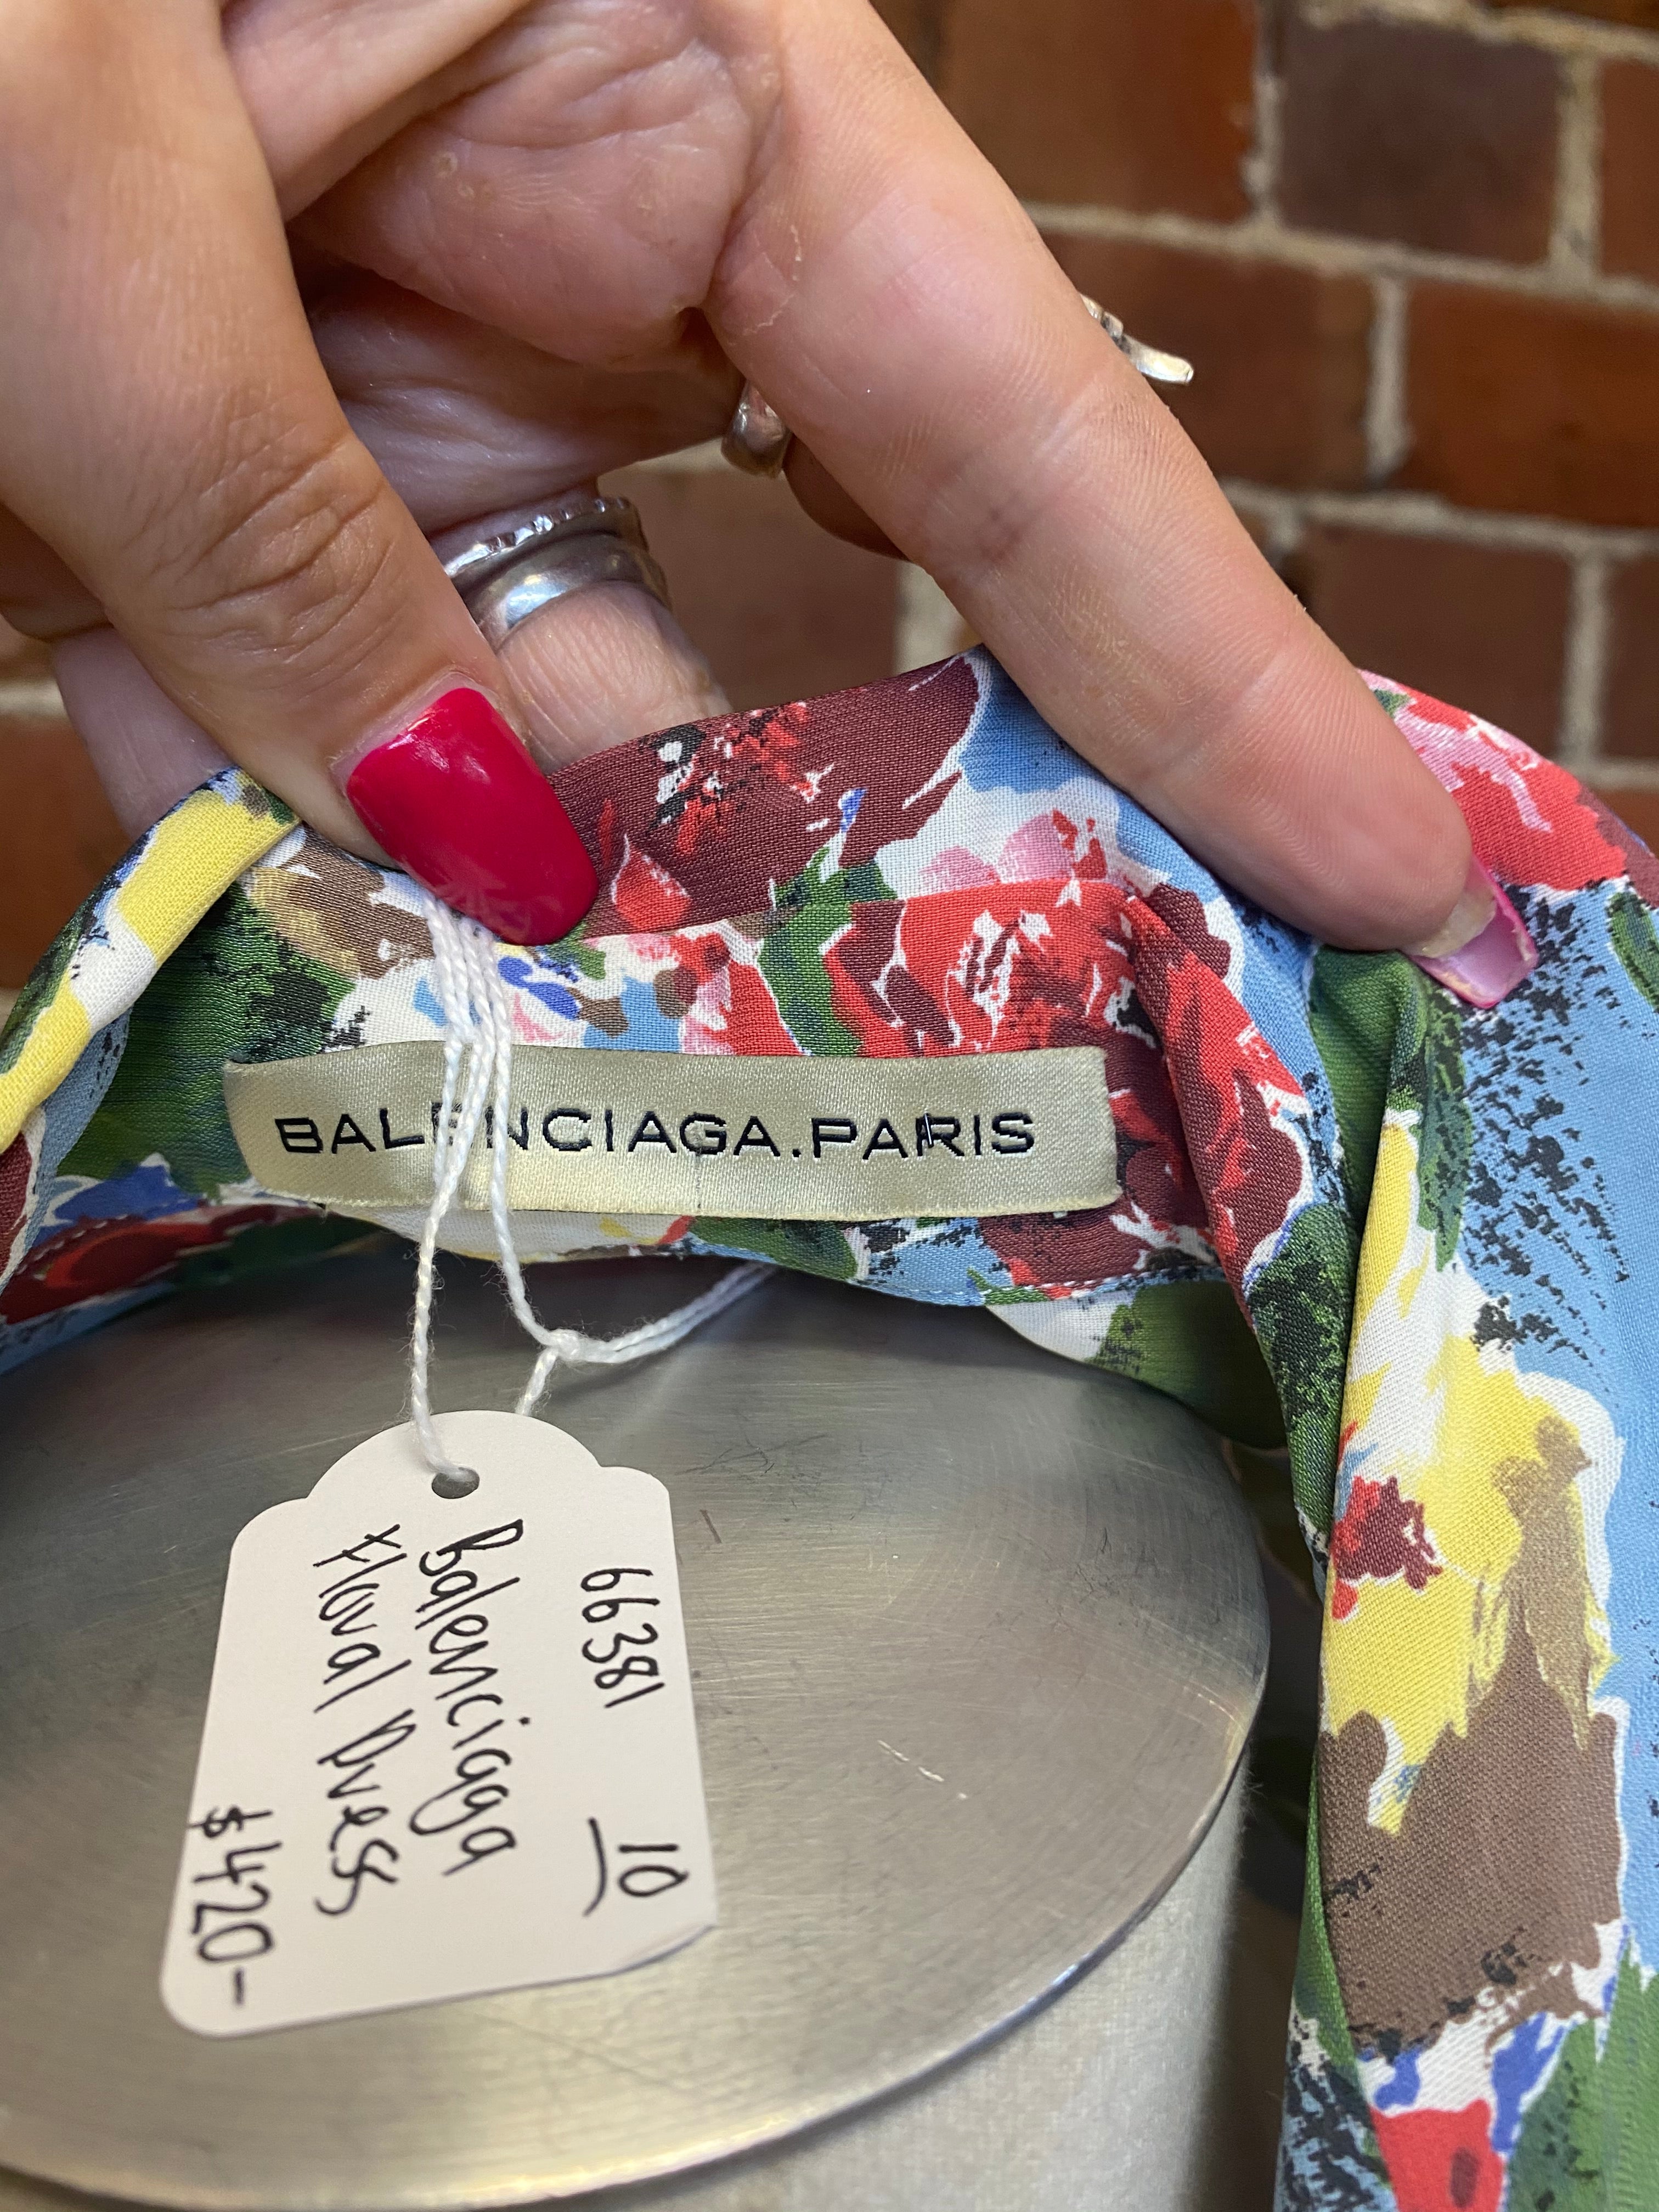 BALENCIAGA.PARIS
66381 10
Balenciaga
Floral Dress
$420-